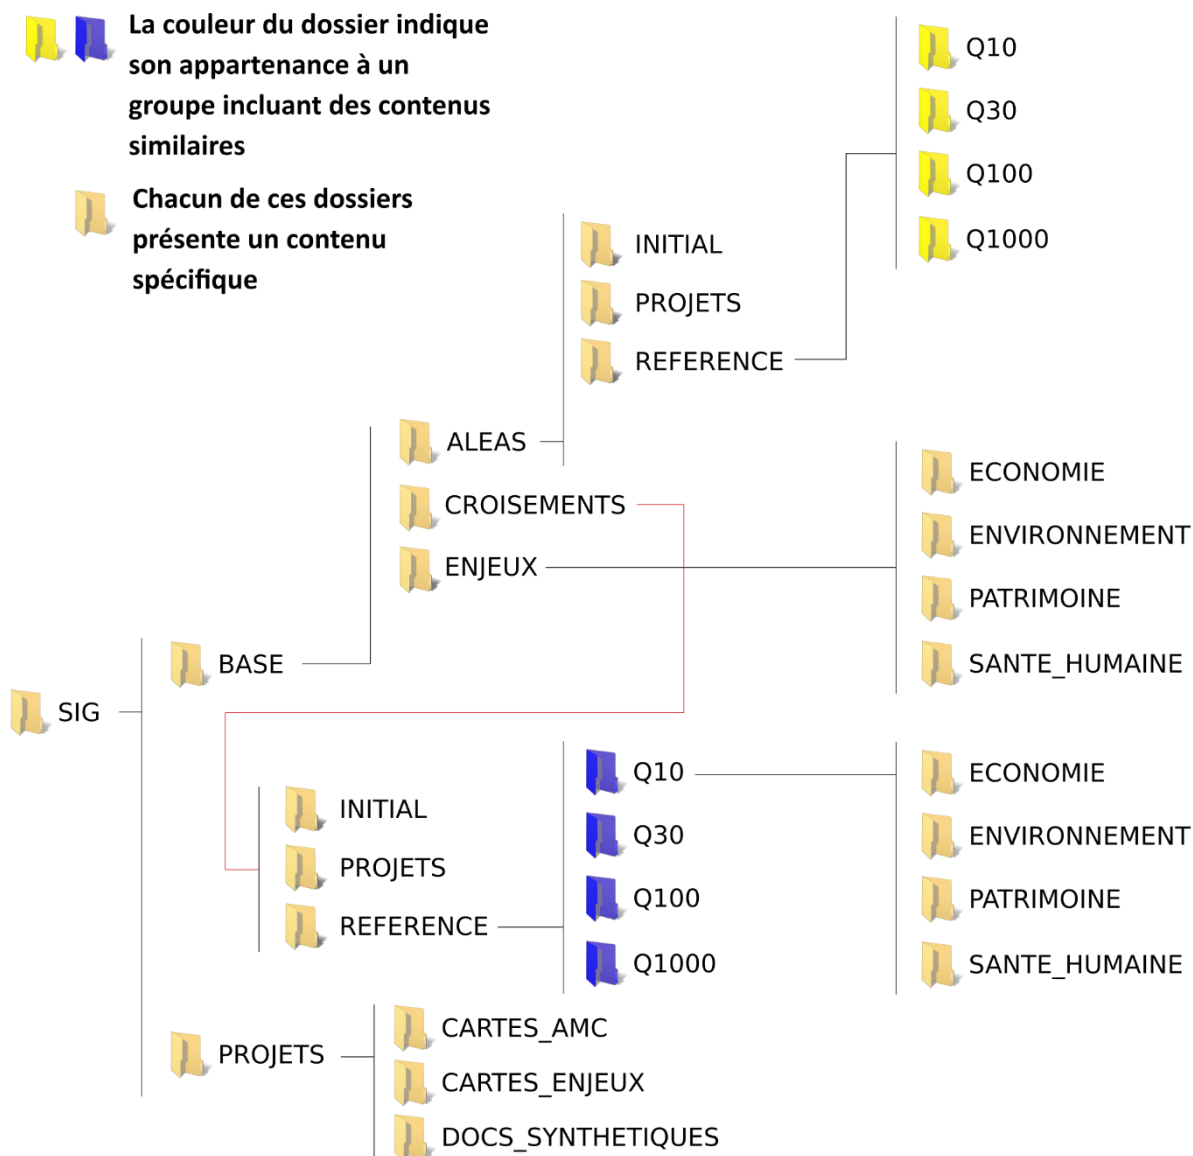 La couleur du dossier indique
son appartenance à un
groupe incluant des contenus
similaires
Chacun de ces dossiers
présente un contenu
spécifique
Q10
Q30
Q100
Q1000
INITIAL
PROJETS
REFERENCE
ALEAS
CROISEMENTS
ENJEUX
ECONOMIE
ENVIRONNEMENT
PATRIMOINE
SANTE_HUMAINE
BASE
SIG
INITIAL
PROJETS
REFERENCE
Q10
Q30
Q100
Q1000
ECONOMIE
ENVIRONNEMENT
PATRIMOINE
SANTE_HUMAINE
PROJETS
CARTES_AMC
CARTES_ENJEUX
DOCS_SYNTHETIQUES